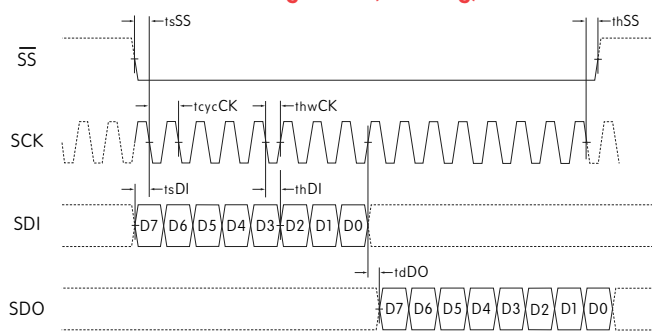 tsSS thSS
SS
tcycCK thwCK
SCK
tsDI thDI
SDI D7 D6 D5 D4 D3 D2 D1 D0
tdDO
SDO D7 D6 D5 D4 D3 D2 D1 D0